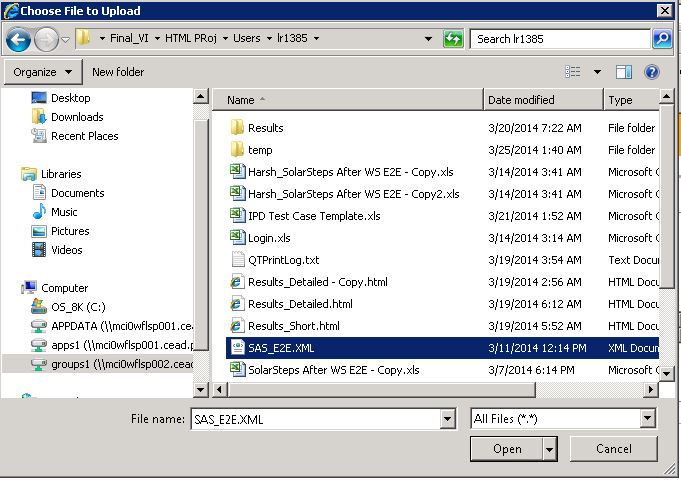 Choose File to Upload
Final_VI HTML PRoj Users lr1385
Search lr1385
Organize New folder
Name Date modified Type
Desktop
Downloads
Recent Places
Libraries
Documents
Music
Pictures
Videos
Computer
OS_8K (C:)
APPDATA (\\mci0wflsp001.cead.
apps1 (\\mci0wflsp001.cead.p
groups1 (\\mci0wflsp002.cead
Results 3/20/2014 7:22 AM File folder
temp 3/25/2014 1:40 AM File folder
Harsh_SolarSteps After WS E2E - Copy.xls 3/14/2014 3:41 AM Microsoft
Harsh_SolarSteps After WS E2E - Copy2.xls 3/14/2014 3:41 AM Microsoft
IPD Test Case Template.xls 3/21/2014 1:52 AM Microsoft
Login.xls 3/14/2014 3:14 AM Microsoft
QTPrintLog.txt 3/19/2014 3:54 AM Text Docu
Results_Detailed - Copy.html 3/19/2014 2:56 AM HTML Docu
Results_Detailed.html 3/19/2014 6:12 AM HTML Docu
Results_Short.html 3/19/2014 5:52 AM HTML Docu
SAS_E2E.XML 3/11/2014 12:14 PM XML Docum
SolarSteps After WS E2E - Copy.xls 3/7/2014 6:14 PM Microsoft
File name: SAS_E2E.XML
All Files (*.*)
Open Cancel